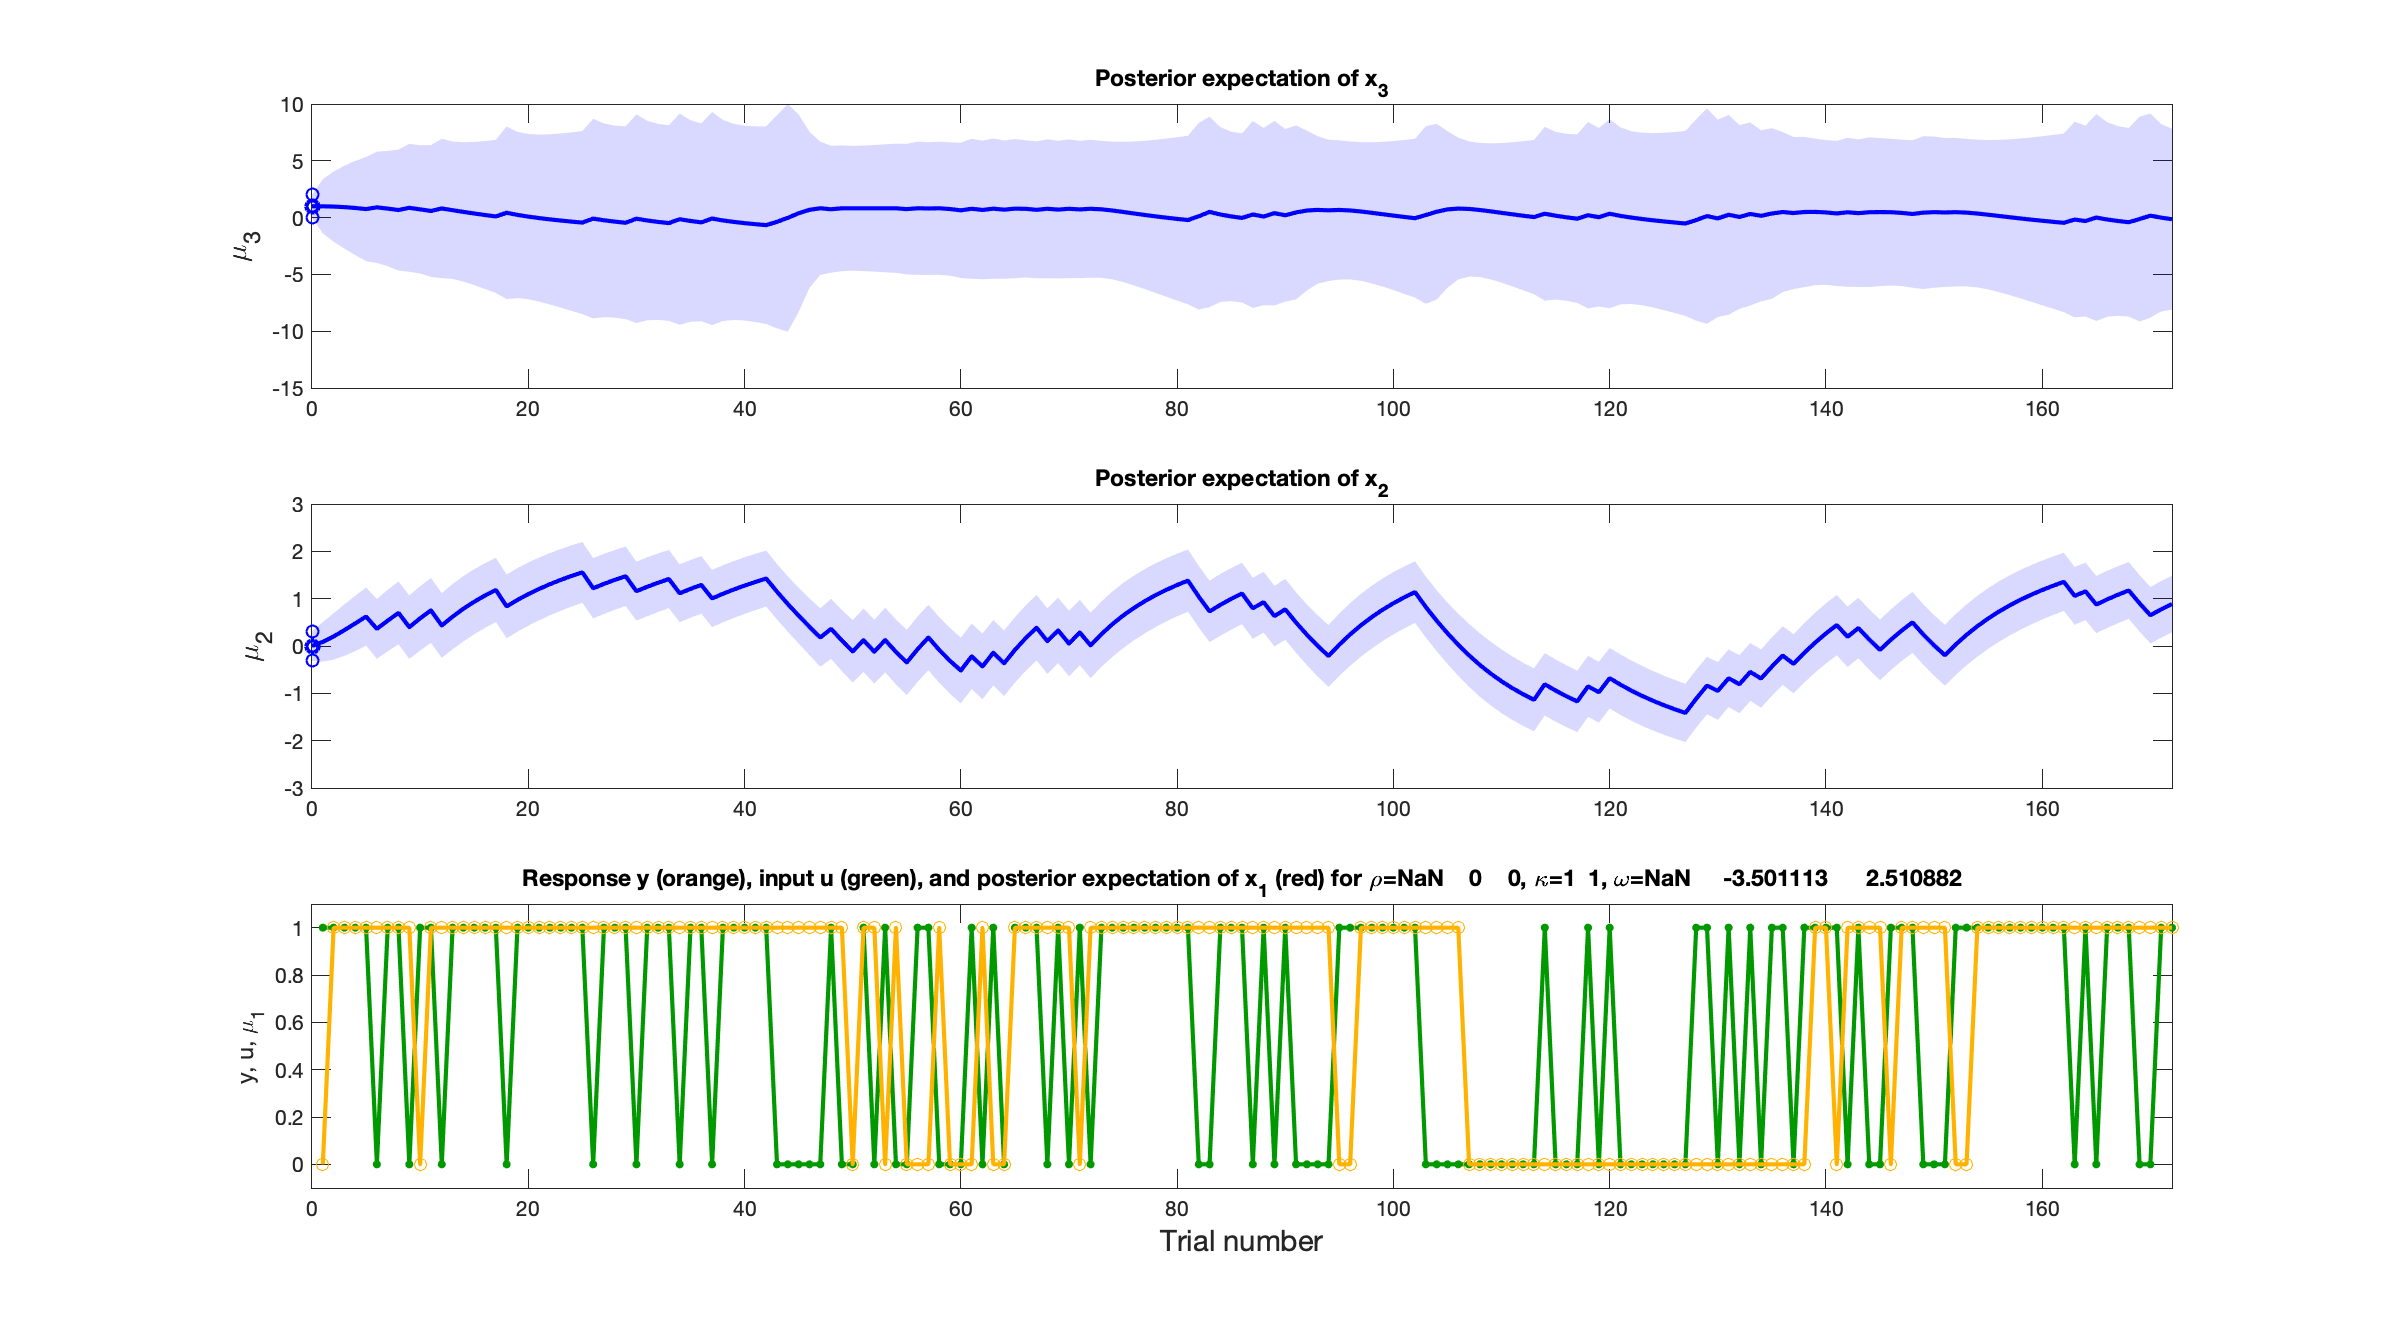 Posterior expectation of x3
10
5
0
-5
-10
-15
μ3
0 20 40 60 80 100 120 140 160
Posterior expectation of x2
3
2
1
0
-1
-2
-3
μ2
0 20 40 60 80 100 120 140 160
Response y (orange), input u (green), and posterior expectation of x1 (red) for ρ=NaN 0 0, κ=1 1, ω=NaN -3.501113 2.510882
1
0.8
0.6
0.4
0.2
0
y, u, μ1
0 20 40 60 80 100 120 140 160
Trial number